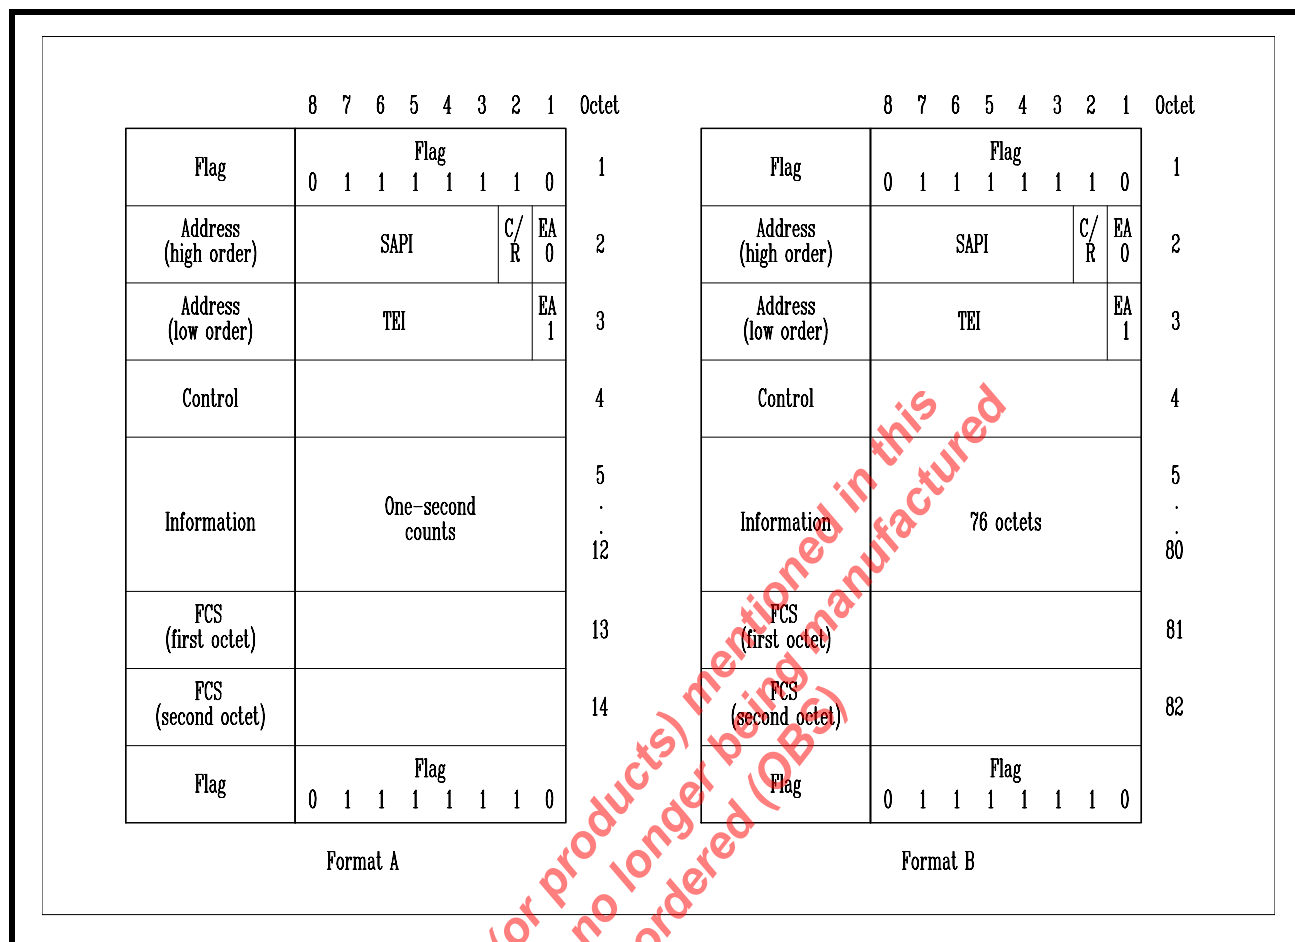 8 7 6 5 4 3 2 1 Octet
Flag
Flag
0 1 1 1 1 1 1 0
1
Address
(high order)
SAPI
C/
R
EA
0
2
Address
(low order)
TEI
EA
1
3
Control
4
Information
One-second
counts
5
.
.
12
FCS
(first octet)
13
FCS
(second octet)
14
Flag
Flag
0 1 1 1 1 1 1 0
Format A
8 7 6 5 4 3 2 1 Octet
Flag
Flag
0 1 1 1 1 1 1 0
1
Address
(high order)
SAPI
C/
R
EA
0
2
Address
(low order)
TEI
EA
1
3
Control
4
Information
76 octets
5
.
.
80
FCS
(first octet)
81
FCS
(second octet)
82
Flag
Flag
0 1 1 1 1 1 1 0
Format B
(or products) mentioned in this
no longer being manufactured
ordered (OBS)